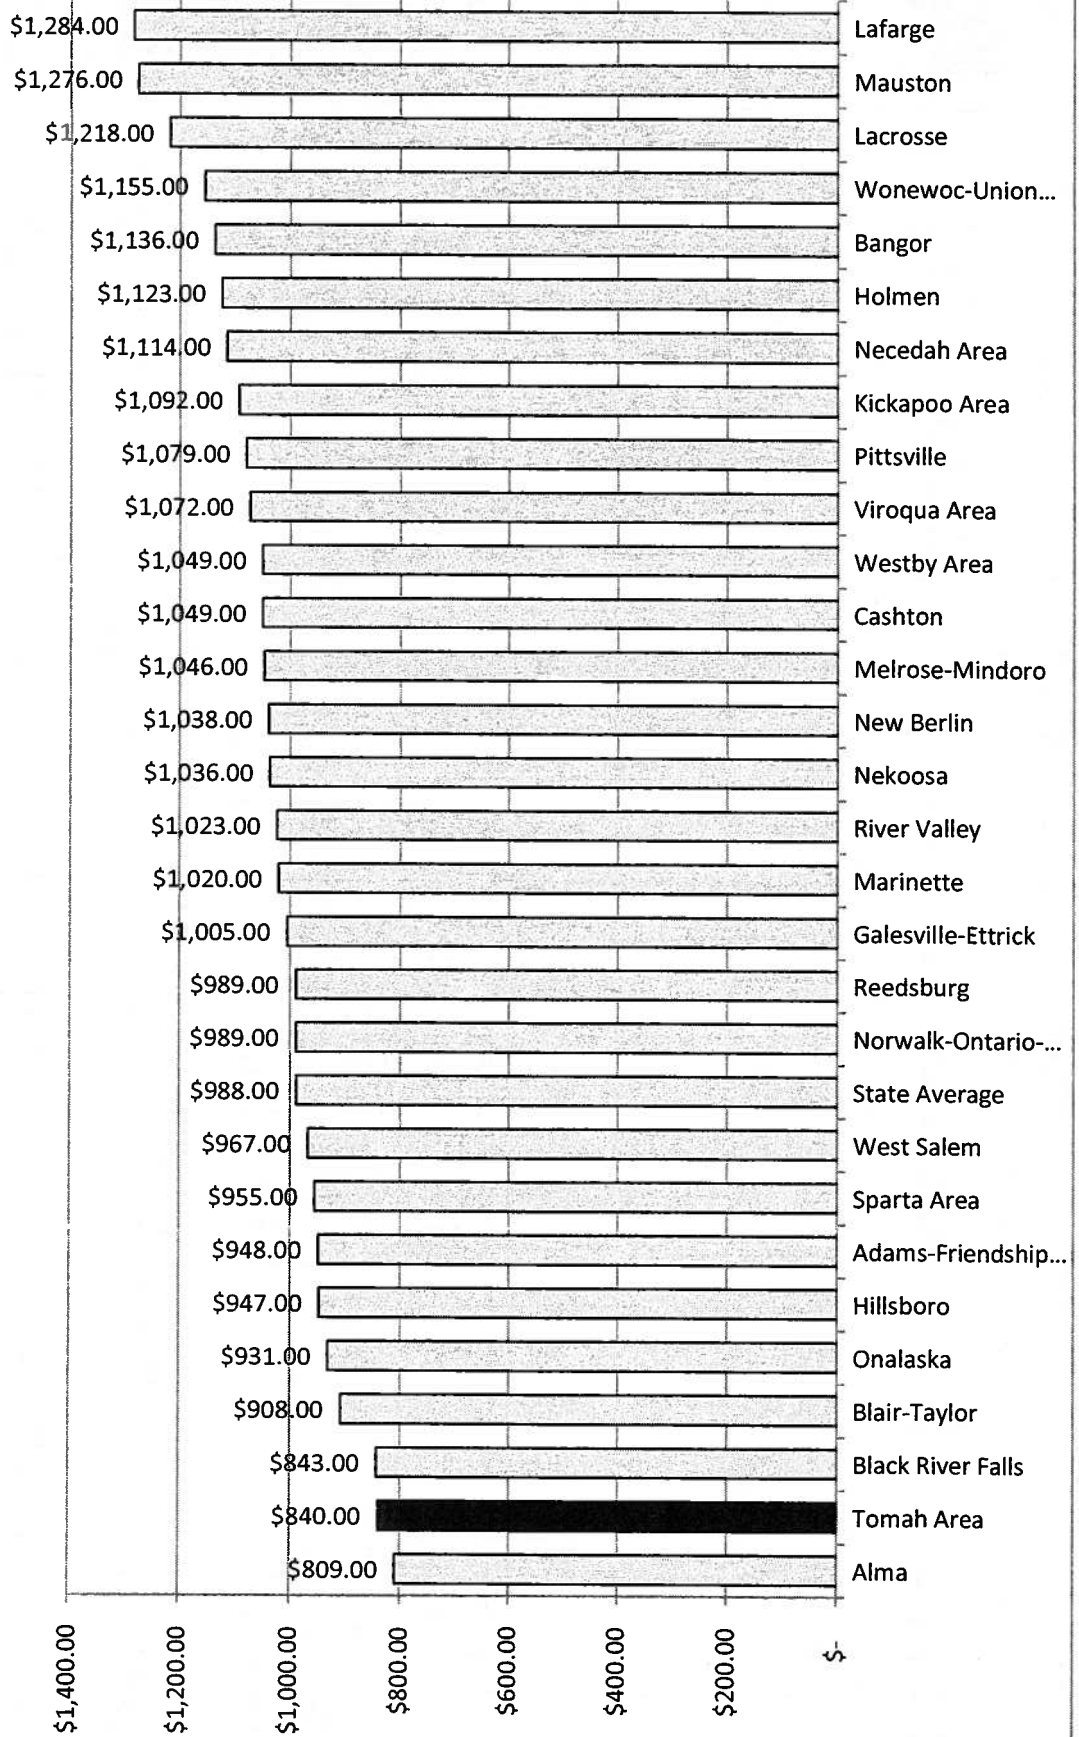 $1,284.00 Lafarge
$1,276.00 Mauston
$1,218.00 Lacrosse
$1,155.00 Wonewoc-Union...
$1,136.00 Bangor
$1,123.00 Holmen
$1,114.00 Necedah Area
$1,092.00 Kickapoo Area
$1,079.00 Pittsville
$1,072.00 Viroqua Area
$1,049.00 Westby Area
$1,049.00 Cashton
$1,046.00 Melrose-Mindoro
$1,038.00 New Berlin
$1,036.00 Nekoosa
$1,023.00 River Valley
$1,020.00 Marinette
$1,005.00 Galesville-Ettrick
$989.00 Reedsburg
$989.00 Norwalk-Ontario-...
$988.00 State Average
$967.00 West Salem
$955.00 Sparta Area
$948.00 Adams-Friendship...
$947.00 Hillsboro
$931.00 Onalaska
$908.00 Blair-Taylor
$843.00 Black River Falls
$840.00 Tomah Area
$809.00 Alma
$1,400.00
$1,200.00
$1,000.00
$800.00
$600.00
$400.00
$200.00
$-